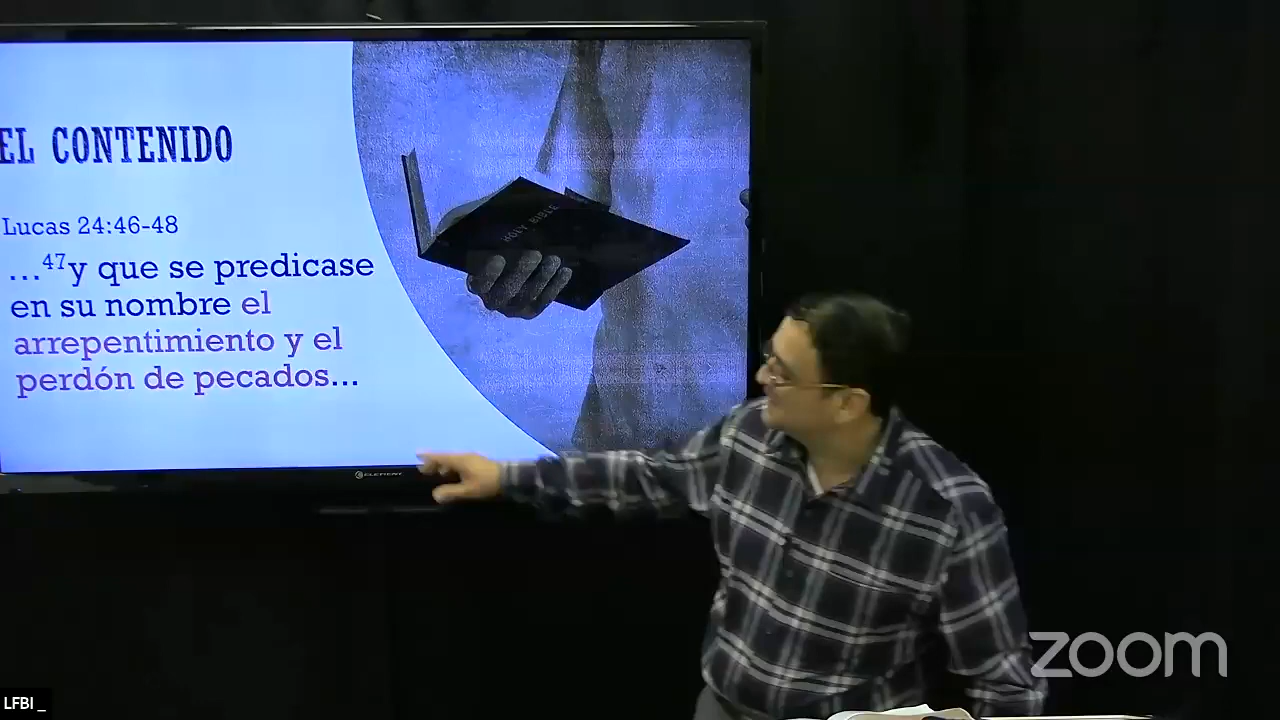 EL CONTENIDO
Lucas 24:46-48
...⁴⁷y que se predicase
en su nombre el
arrepentimiento y el
perdón de pecados...
HOLY BIBLE
ELEMENT
zoom
LFBI _